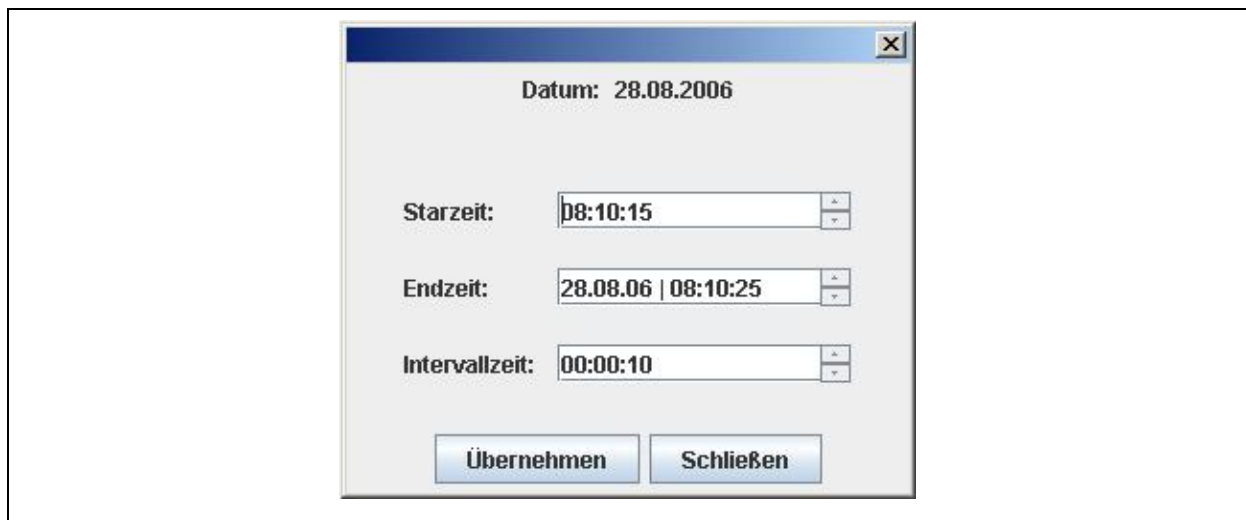 Datum: 28.08.2006
Starzeit: 08:10:15
Endzeit: 28.08.06 | 08:10:25
Intervallzeit: 00:00:10
Übernehmen Schließen